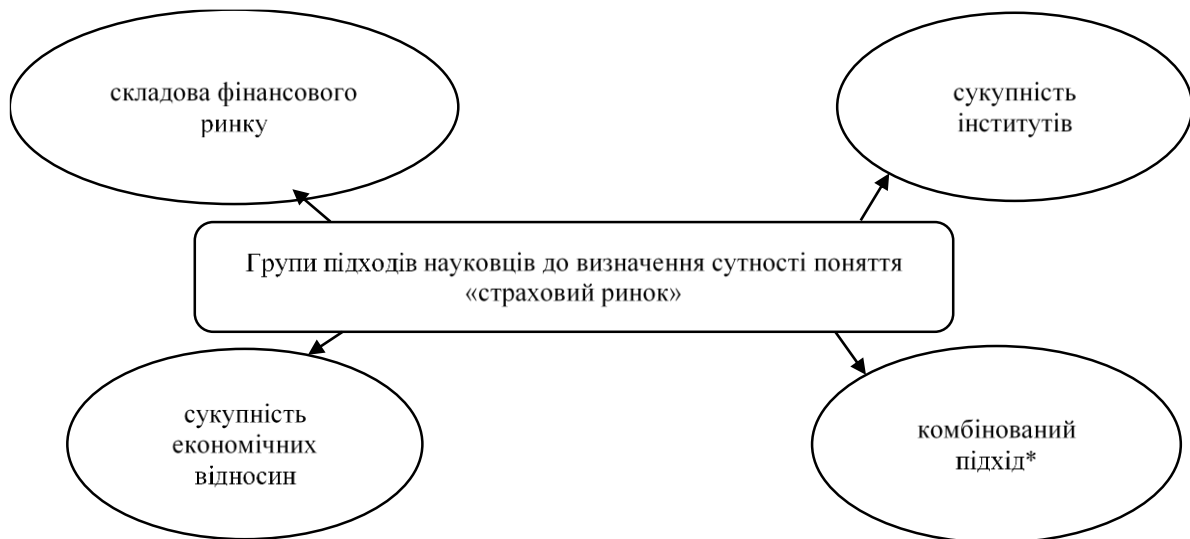 складова фінансового
ринку
сукупність
інститутів
Групи підходів науковців до визначення сутності поняття
«страховий ринок»
сукупність
економічних
відносин
комбінований
підхід*